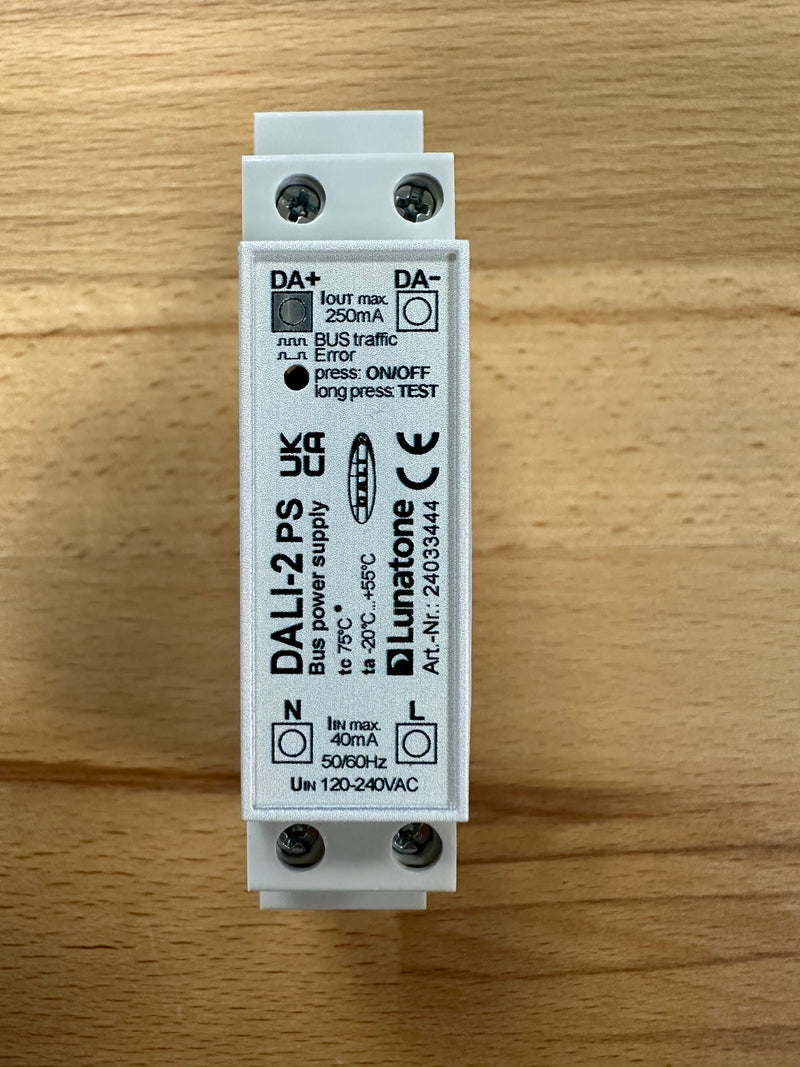 DA+ DA-
IOUT max.
250mA
BUS traffic
Error
press: ON/OFF
long press: TEST
UK
CA
DALI
CE
DALI-2 PS
Bus power supply
tc 75°C
ta -20°C...+55°C
Lunatone
Art.-Nr.: 24033444
N L
IIN max.
40mA
50/60Hz
UIN 120-240VAC